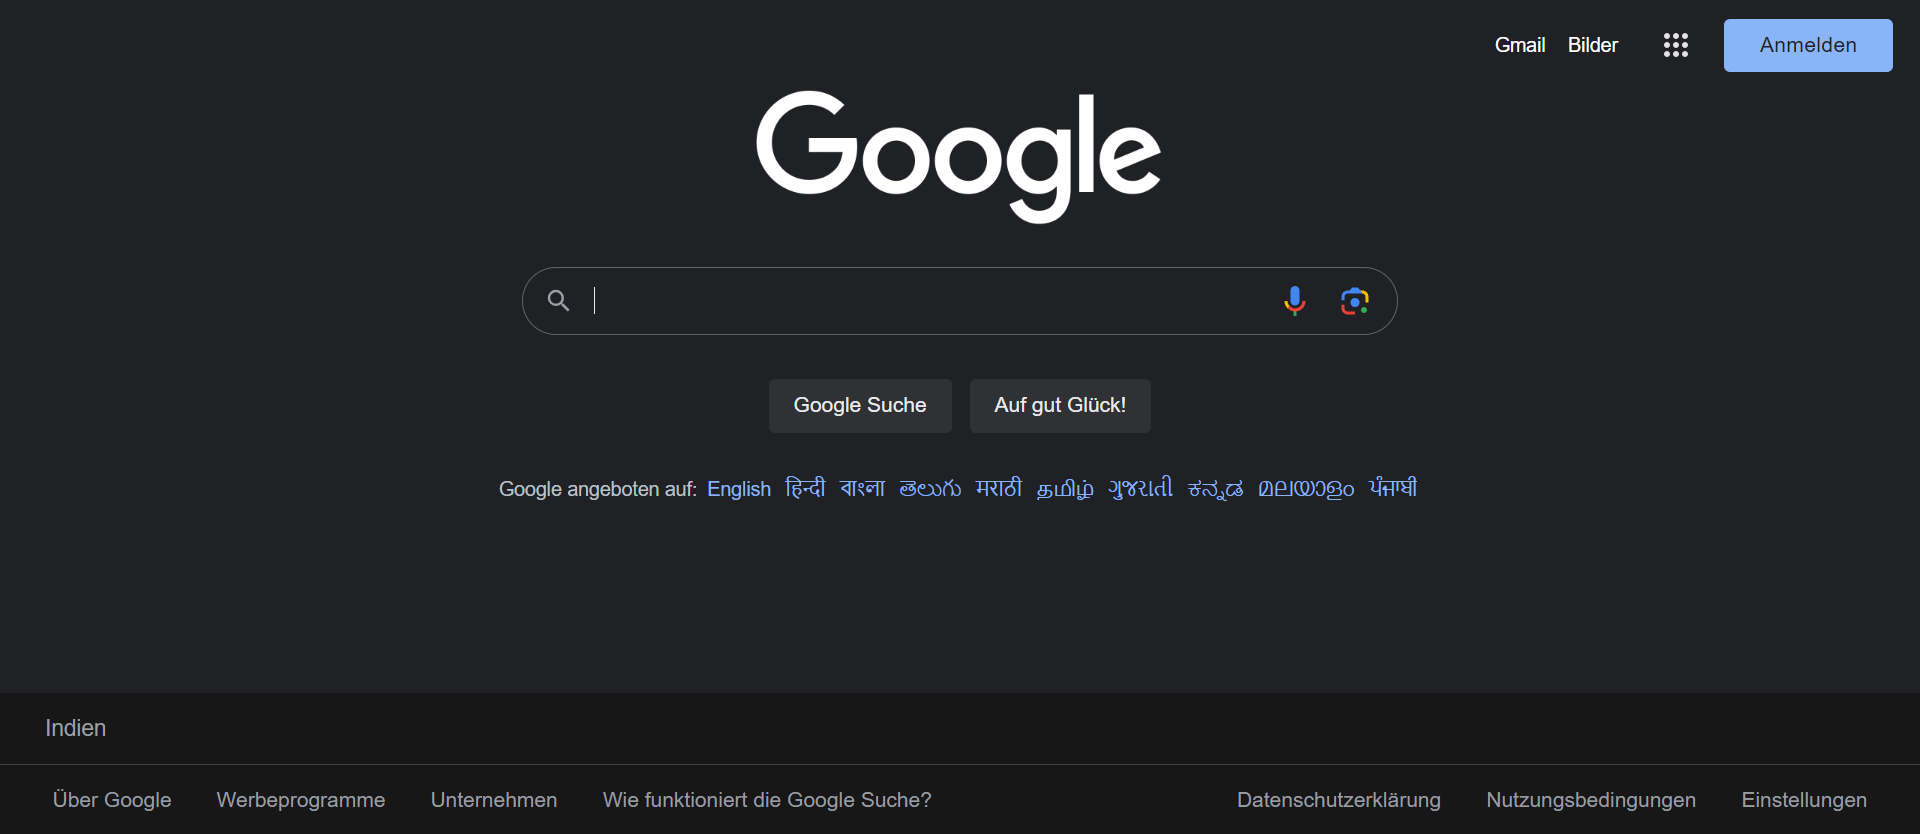 Gmail Bilder Anmelden
Google
Google Suche Auf gut Glück!
Google angeboten auf: English हिन्दी বাংলা తెలుగు मराठी தமிழ் ગુજરાતી ಕನ್ನಡ മലയാളം ਪੰਜਾਬੀ
Indien
Über Google Werbeprogramme Unternehmen Wie funktioniert die Google Suche? Datenschutzerklärung Nutzungsbedingungen Einstellungen